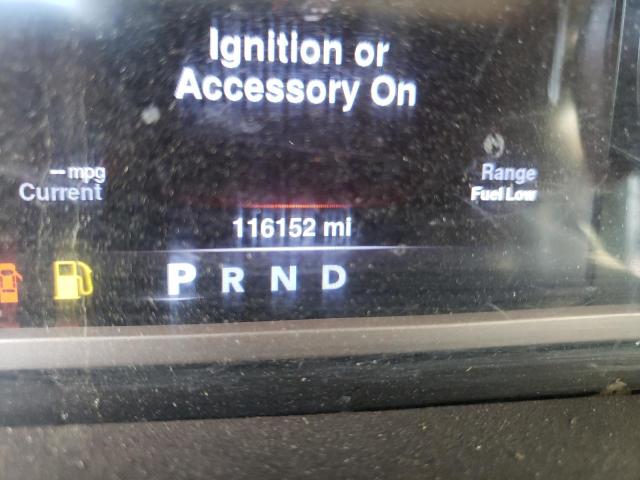 Ignition or
Accessory On
-- mpg
Current
Range
Fuel Low
116152 mi
P R N D